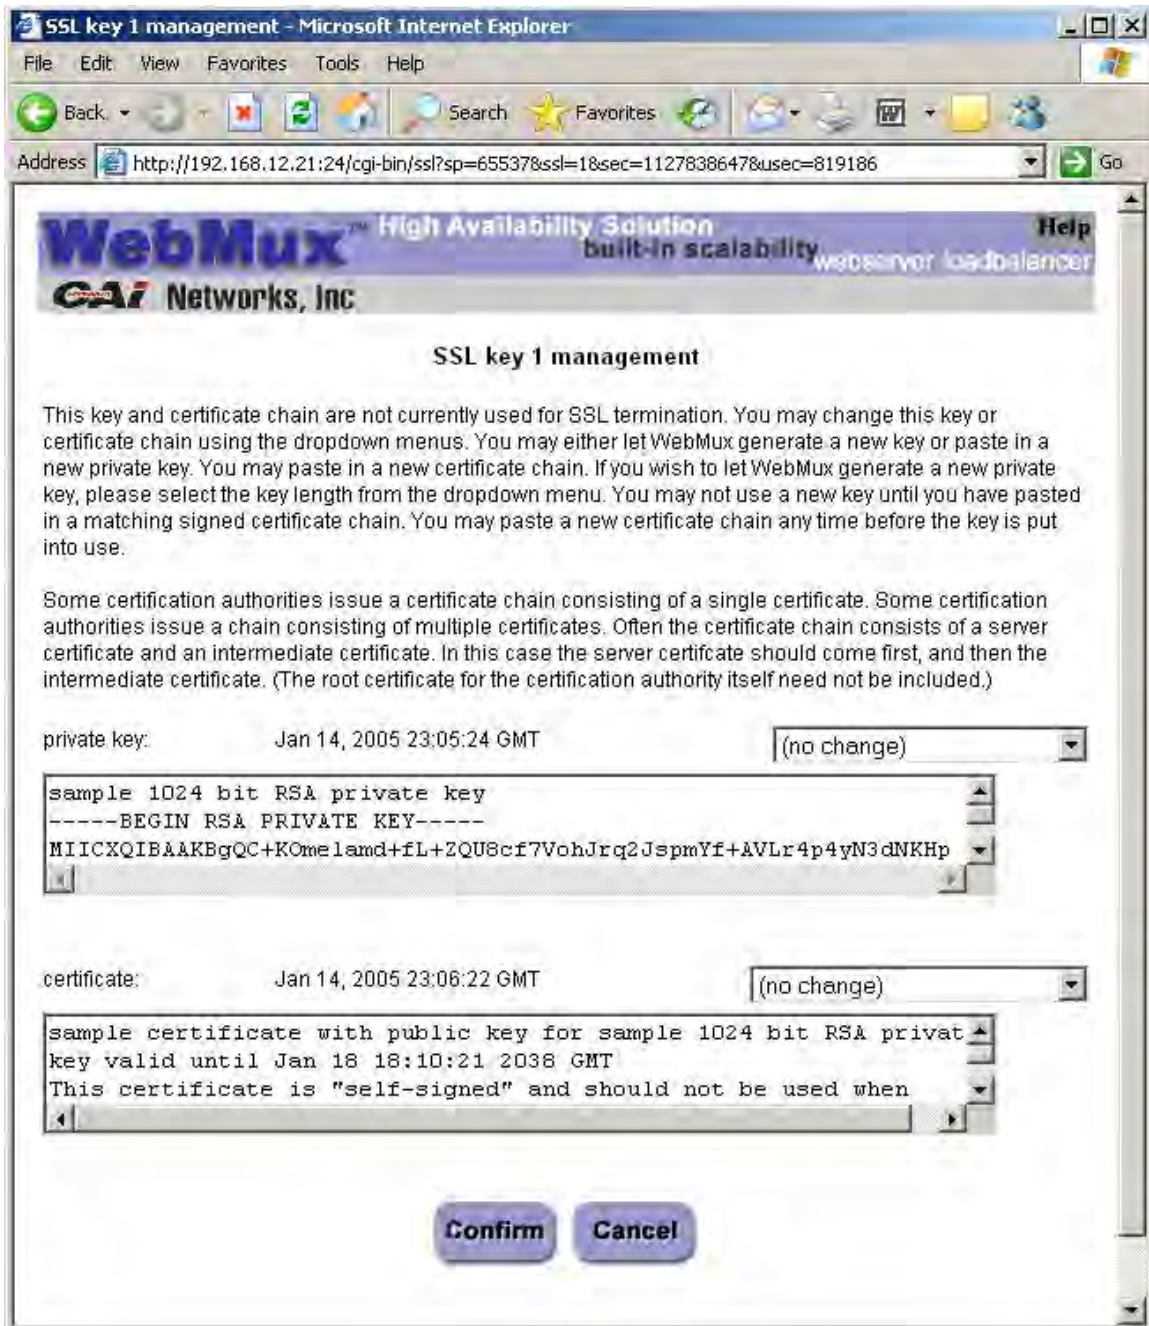 SSL key 1 management - Microsoft Internet Explorer
File Edit View Favorites Tools Help
Back Search Favorites
Address http://192.168.12.21:24/cgi-bin/ssl?sp=65537&ssl=1&sec=1127838647&usec=819186 Go
WebMux™ High Availability Solution Help
built-in scalability
webserver loadbalancer
CAI Networks, Inc
SSL key 1 management
This key and certificate chain are not currently used for SSL termination. You may change this key or
certificate chain using the dropdown menus. You may either let WebMux generate a new key or paste in a
new private key. You may paste in a new certificate chain. If you wish to let WebMux generate a new private
key, please select the key length from the dropdown menu. You may not use a new key until you have pasted
in a matching signed certificate chain. You may paste a new certificate chain any time before the key is put
into use.
Some certification authorities issue a certificate chain consisting of a single certificate. Some certification
authorities issue a chain consisting of multiple certificates. Often the certificate chain consists of a server
certificate and an intermediate certificate. In this case the server certifcate should come first, and then the
intermediate certificate. (The root certificate for the certification authority itself need not be included.)
private key: Jan 14, 2005 23:05:24 GMT (no change)
sample 1024 bit RSA private key
-----BEGIN RSA PRIVATE KEY-----
MIICXQIBAAKBgQC+KOmelamd+fL+ZQU8cf7VohJrq2JspmYf+AVLr4p4yN3dNKHp
certificate: Jan 14, 2005 23:06:22 GMT (no change)
sample certificate with public key for sample 1024 bit RSA privat
key valid until Jan 18 18:10:21 2038 GMT
This certificate is "self-signed" and should not be used when
Confirm Cancel